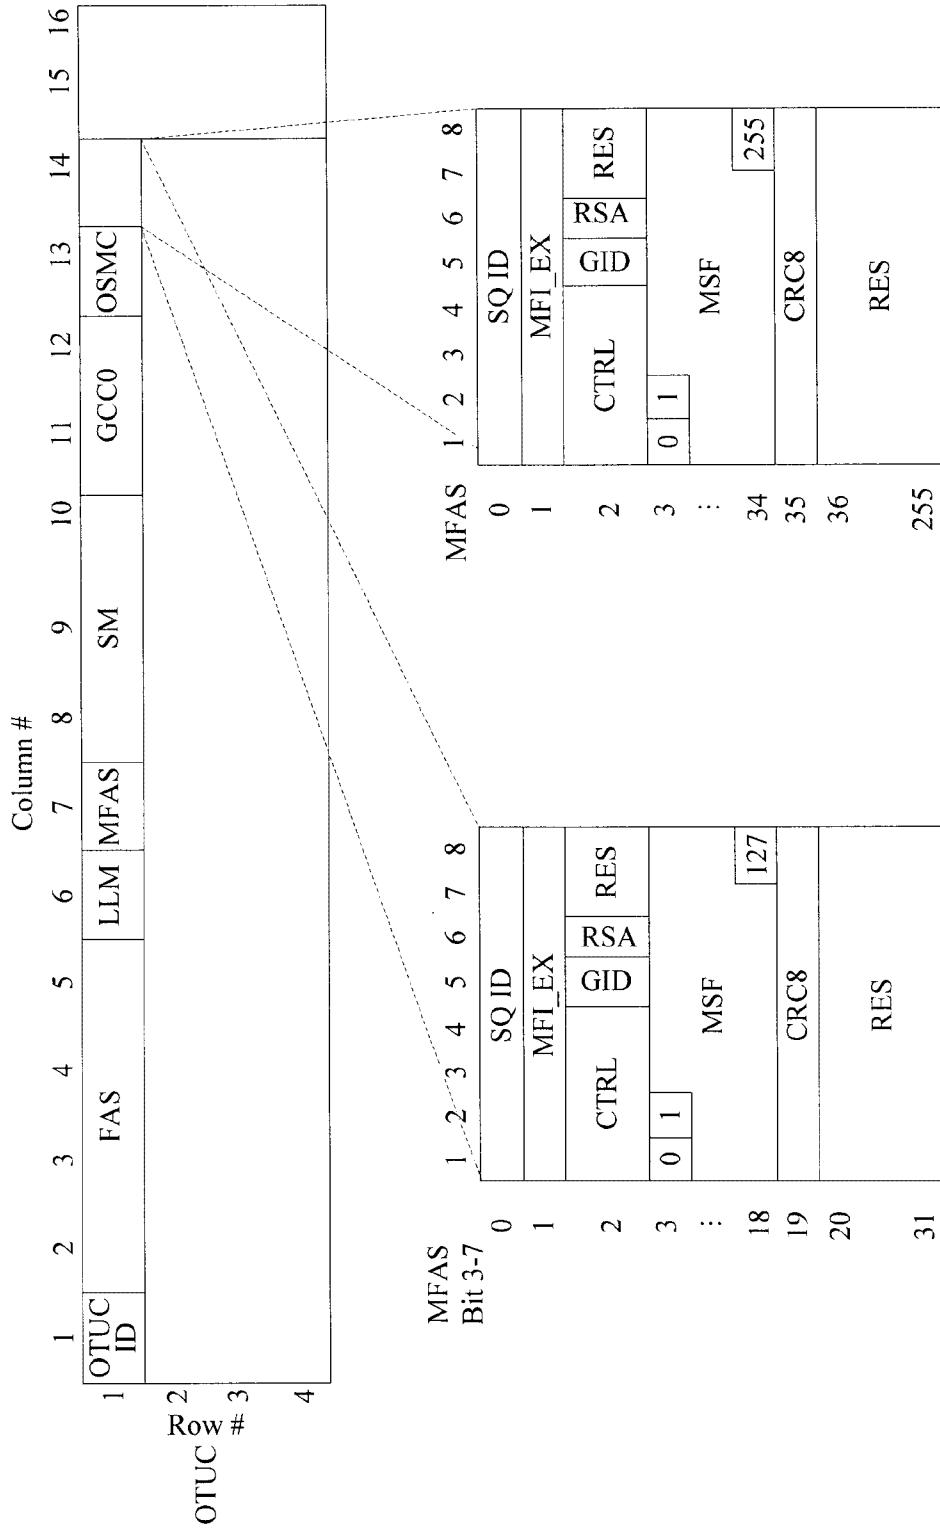 Column #
1 2 3 4 5 6 7 8 9 10 11 12 13 14 15 16
1 OTUC ID FAS LLM MFAS SM GCC0 OSMC
2
3
4
Row #
OTUC
MFAS
Bit 3-7
1 2 3 4 5 6 7 8
0 SQ ID
1 MFI_EX
2 CTRL GID RSA RES
3 0 1
⋮ MSF
18 127
19 CRC8
20
RES
31
MFAS
1 2 3 4 5 6 7 8
0 SQ ID
1 MFI_EX
2 CTRL GID RSA RES
3 0 1
⋮ MSF
34 255
35 CRC8
36
RES
255